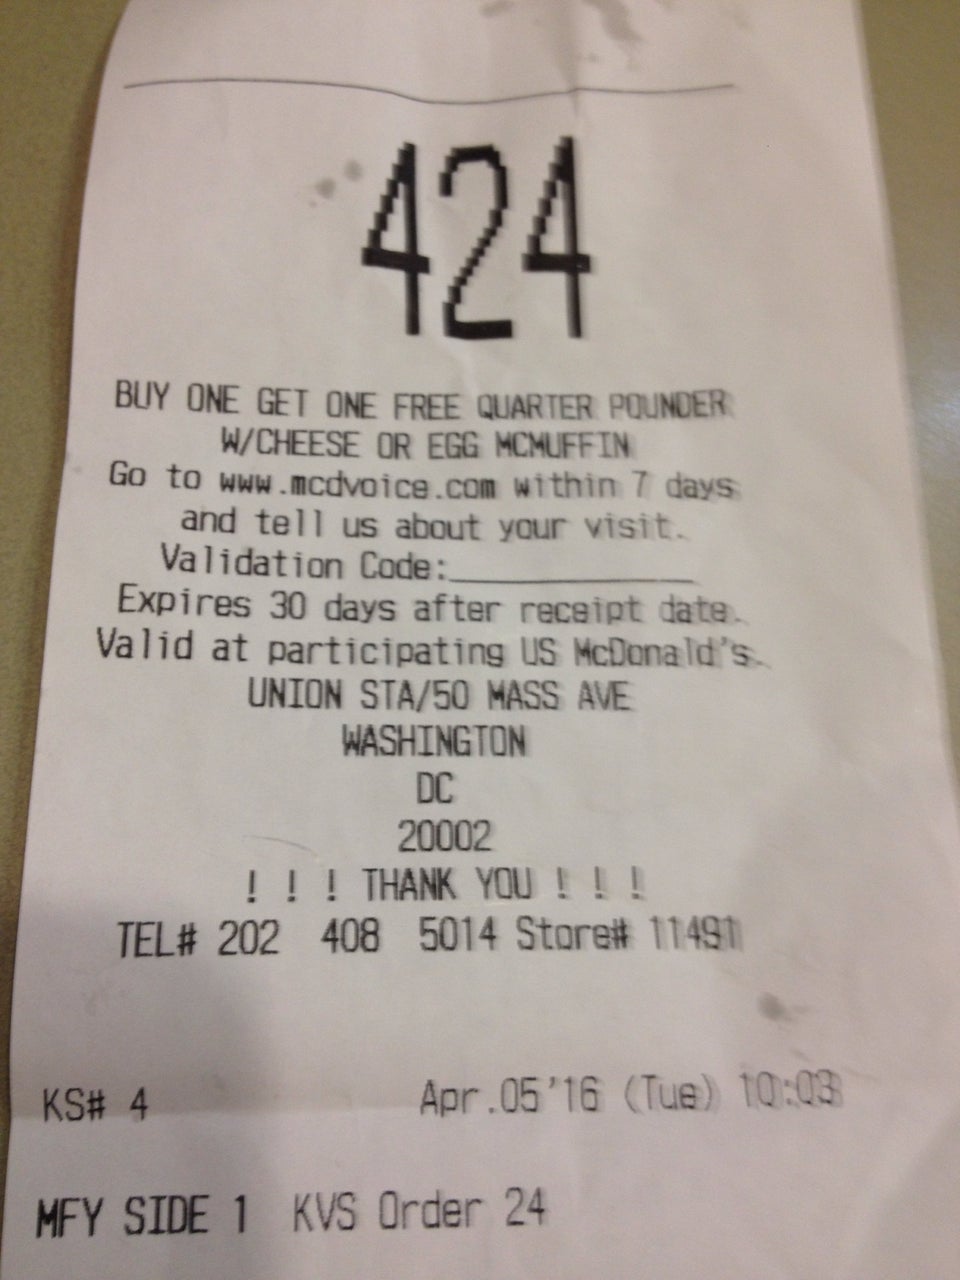 424
BUY ONE GET ONE FREE QUARTER POUNDER
W/CHEESE OR EGG MCMUFFIN
Go to www.mcdvoice.com within 7 days
and tell us about your visit.
Validation Code:____________
Expires 30 days after receipt date.
Valid at participating US McDonald's.
UNION STA/50 MASS AVE
WASHINGTON
DC
20002
! ! ! THANK YOU ! ! !
TEL# 202 408 5014 Store# 11491
KS# 4 Apr.05'16 (Tue) 10:03
MFY SIDE 1 KVS Order 24